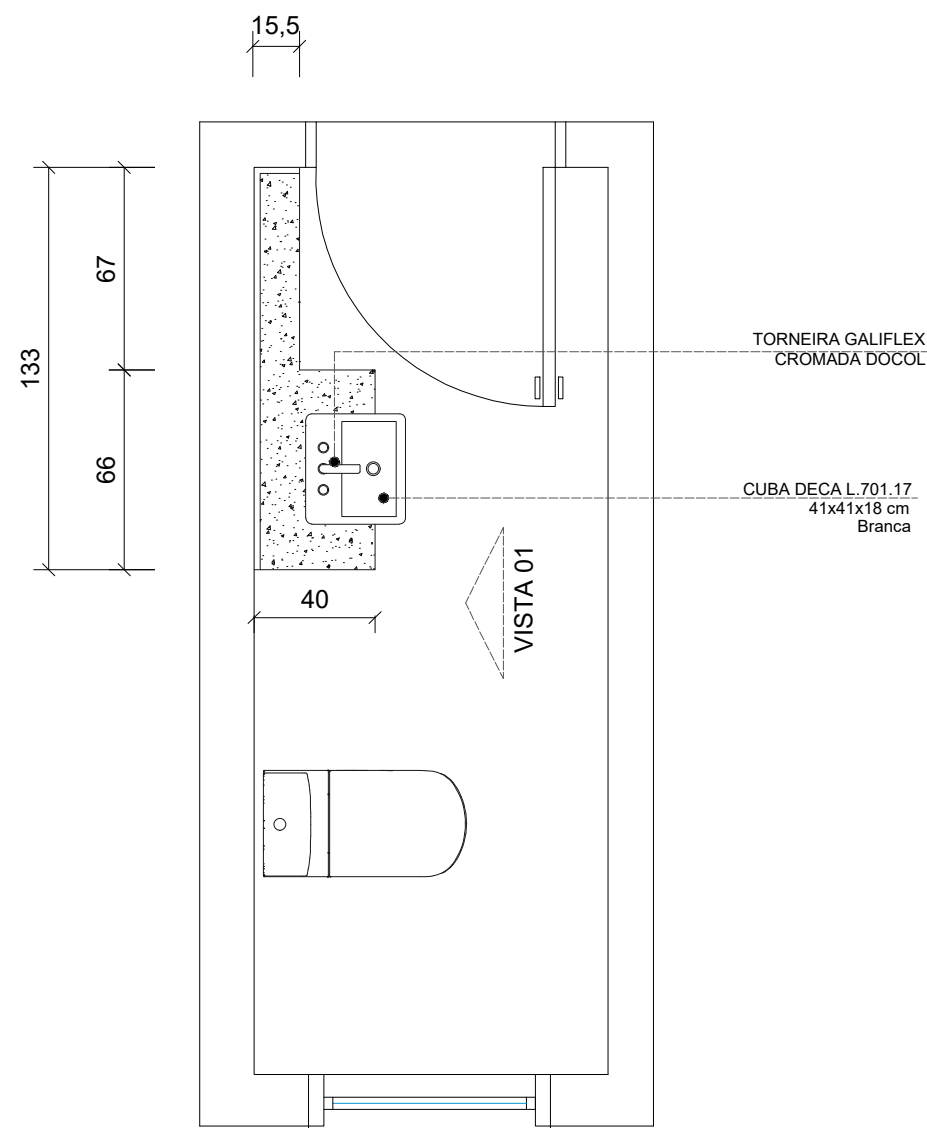 15,5
67
133
TORNEIRA GALIFLEX
CROMADA DOCOL
66
CUBA DECA L.701.17
41x41x18 cm
Branca
VISTA 01
40